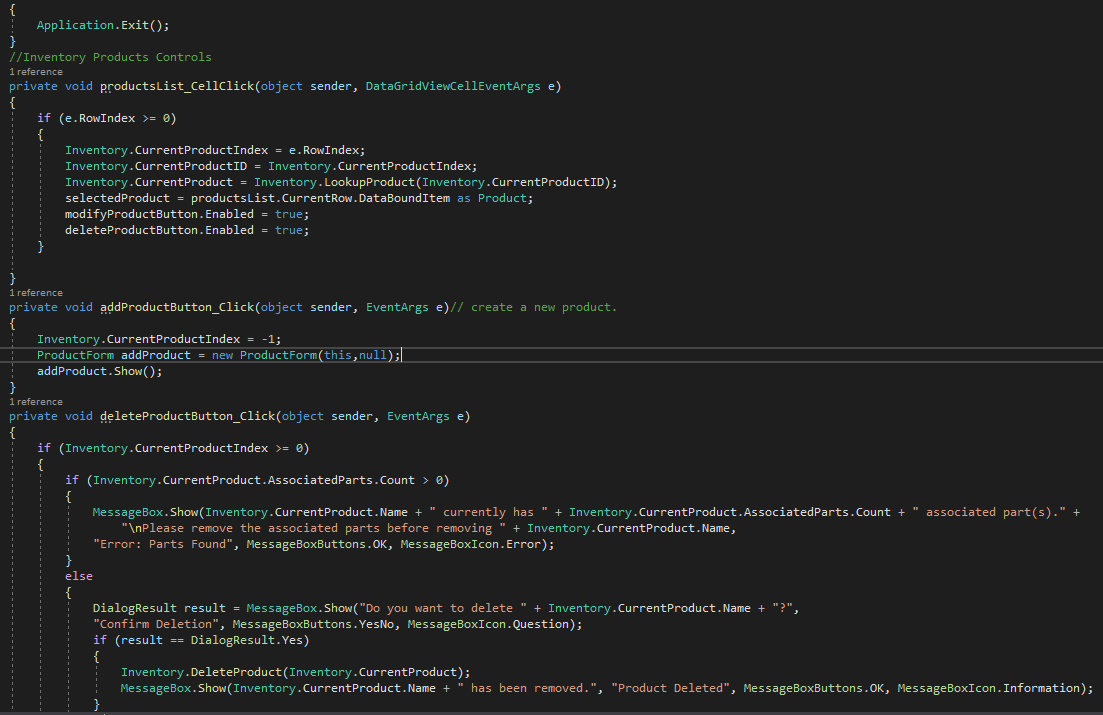 {
Application.Exit();
}
//Inventory Products Controls
1 reference
private void productsList_CellClick(object sender, DataGridViewCellEventArgs e)
{
if (e.RowIndex >= 0)
{
Inventory.CurrentProductIndex = e.RowIndex;
Inventory.CurrentProductID = Inventory.CurrentProductIndex;
Inventory.CurrentProduct = Inventory.LookupProduct(Inventory.CurrentProductID);
selectedProduct = productsList.CurrentRow.DataBoundItem as Product;
modifyProductButton.Enabled = true;
deleteProductButton.Enabled = true;
}
}
1 reference
private void addProductButton_Click(object sender, EventArgs e)// create a new product.
{
Inventory.CurrentProductIndex = -1;
ProductForm addProduct = new ProductForm(this,null);
addProduct.Show();
}
1 reference
private void deleteProductButton_Click(object sender, EventArgs e)
{
if (Inventory.CurrentProductIndex >= 0)
{
if (Inventory.CurrentProduct.AssociatedParts.Count > 0)
{
MessageBox.Show(Inventory.CurrentProduct.Name + " currently has " + Inventory.CurrentProduct.AssociatedParts.Count + " associated part(s)." +
"\nPlease remove the associated parts before removing " + Inventory.CurrentProduct.Name,
"Error: Parts Found", MessageBoxButtons.OK, MessageBoxIcon.Error);
}
else
{
DialogResult result = MessageBox.Show("Do you want to delete " + Inventory.CurrentProduct.Name + "?",
"Confirm Deletion", MessageBoxButtons.YesNo, MessageBoxIcon.Question);
if (result == DialogResult.Yes)
{
Inventory.DeleteProduct(Inventory.CurrentProduct);
MessageBox.Show(Inventory.CurrentProduct.Name + " has been removed.", "Product Deleted", MessageBoxButtons.OK, MessageBoxIcon.Information);
}